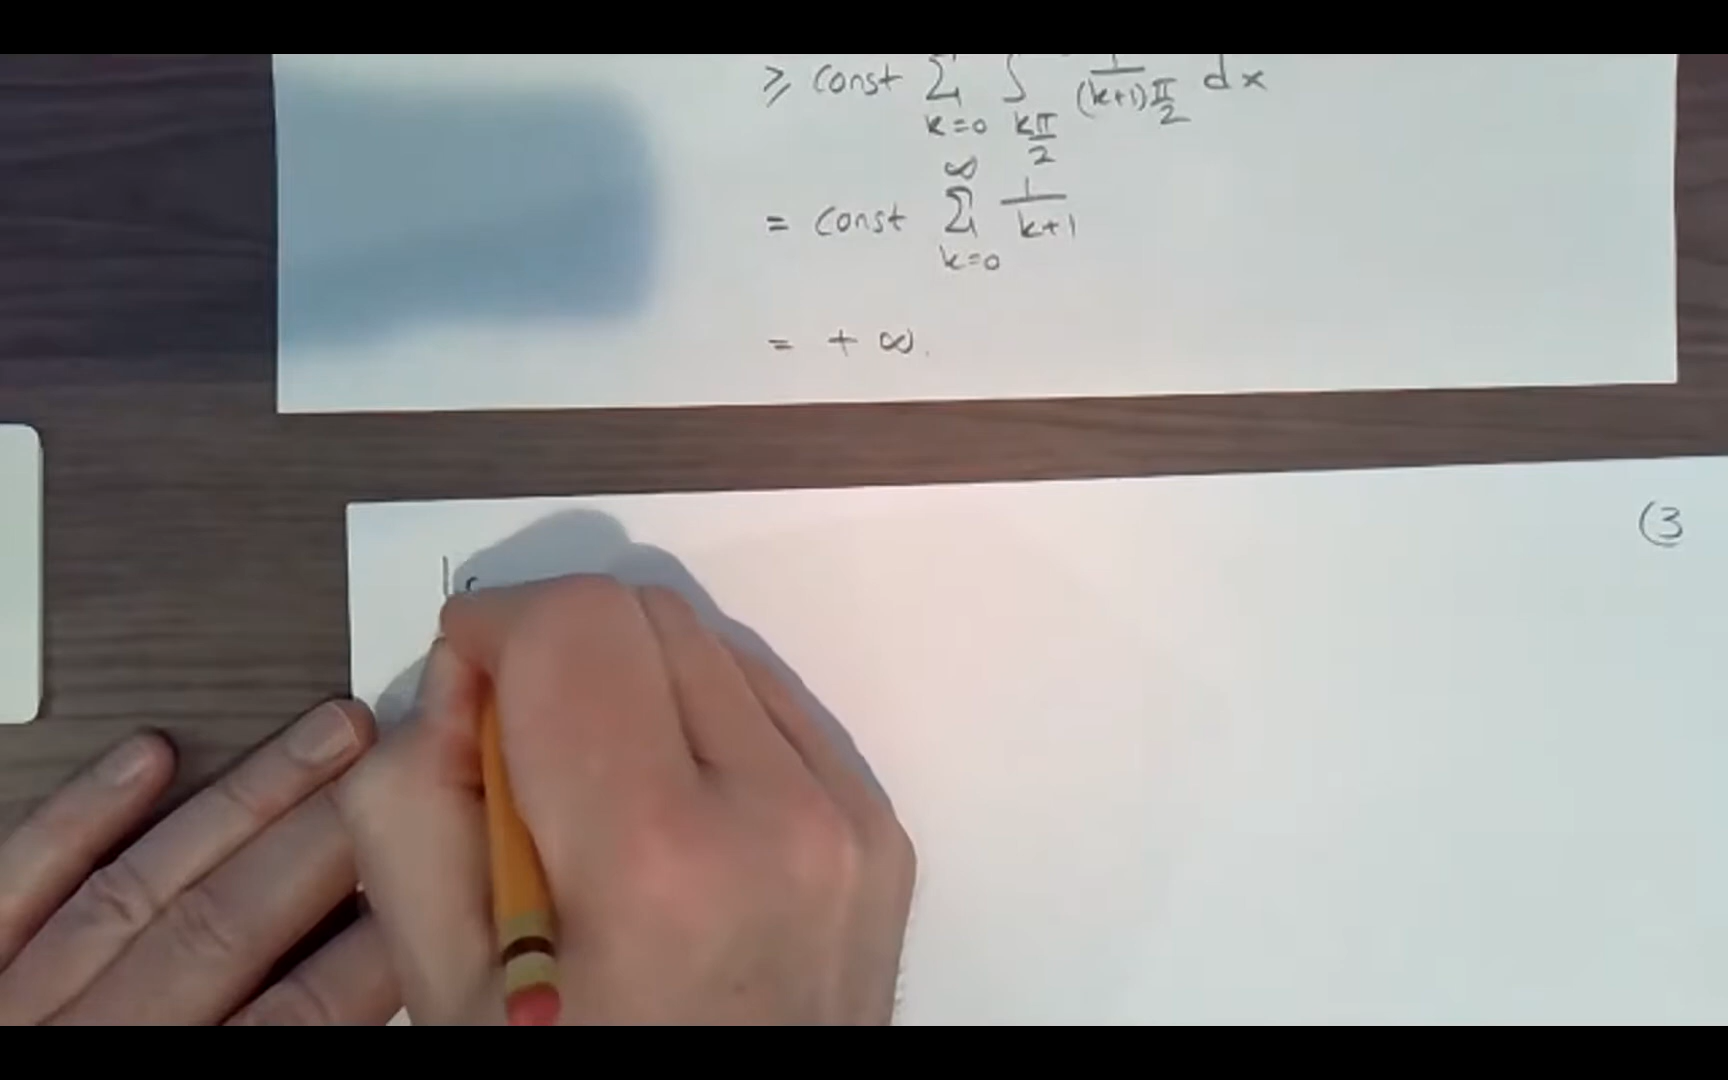 ≥ const ∑ ∫ 1/((k+1)π/2) dx
k=0 kπ/2
∞
= const ∑ 1/(k+1)
k=0
= + ∞.
(3